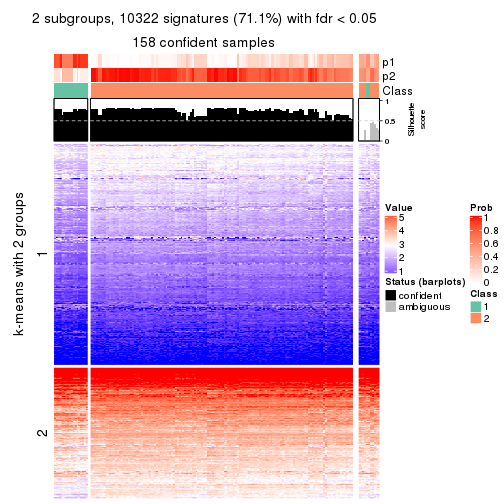 2 subgroups, 10322 signatures (71.1%) with fdr < 0.05
158 confident samples
p1
p2
Class
1
0.5
0
Silhouette
score
k-means with 2 groups
1
2
Value
5
4
3
2
1
Prob
1
0.8
0.6
0.4
0.2
0
Status (barplots)
confident
ambiguous
Class
1
2